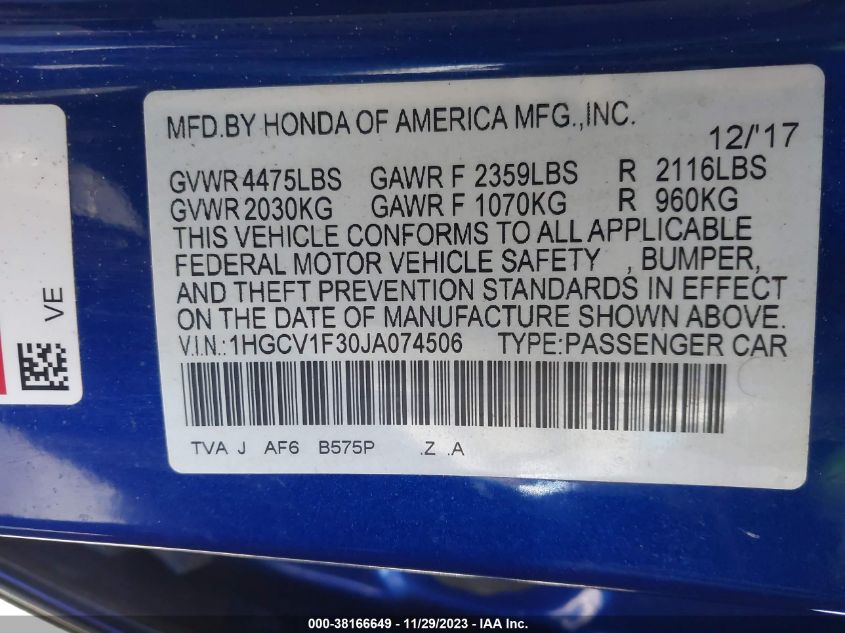 MFD.BY HONDA OF AMERICA MFG.,INC.
12/'17
GVWR 4475LBS GAWR F 2359LBS R 2116LBS
GVWR 2030KG GAWR F 1070KG R 960KG
THIS VEHICLE CONFORMS TO ALL APPLICABLE
FEDERAL MOTOR VEHICLE SAFETY , BUMPER,
AND THEFT PREVENTION STANDARDS IN EFFECT
ON THE DATE OF MANUFACTURE SHOWN ABOVE.
V.I.N.:1HGCV1F30JA074506 TYPE:PASSENGER CAR
TVA J AF6 B575P .Z .A
VE
000-38166649 - 11/29/2023 - IAA Inc.